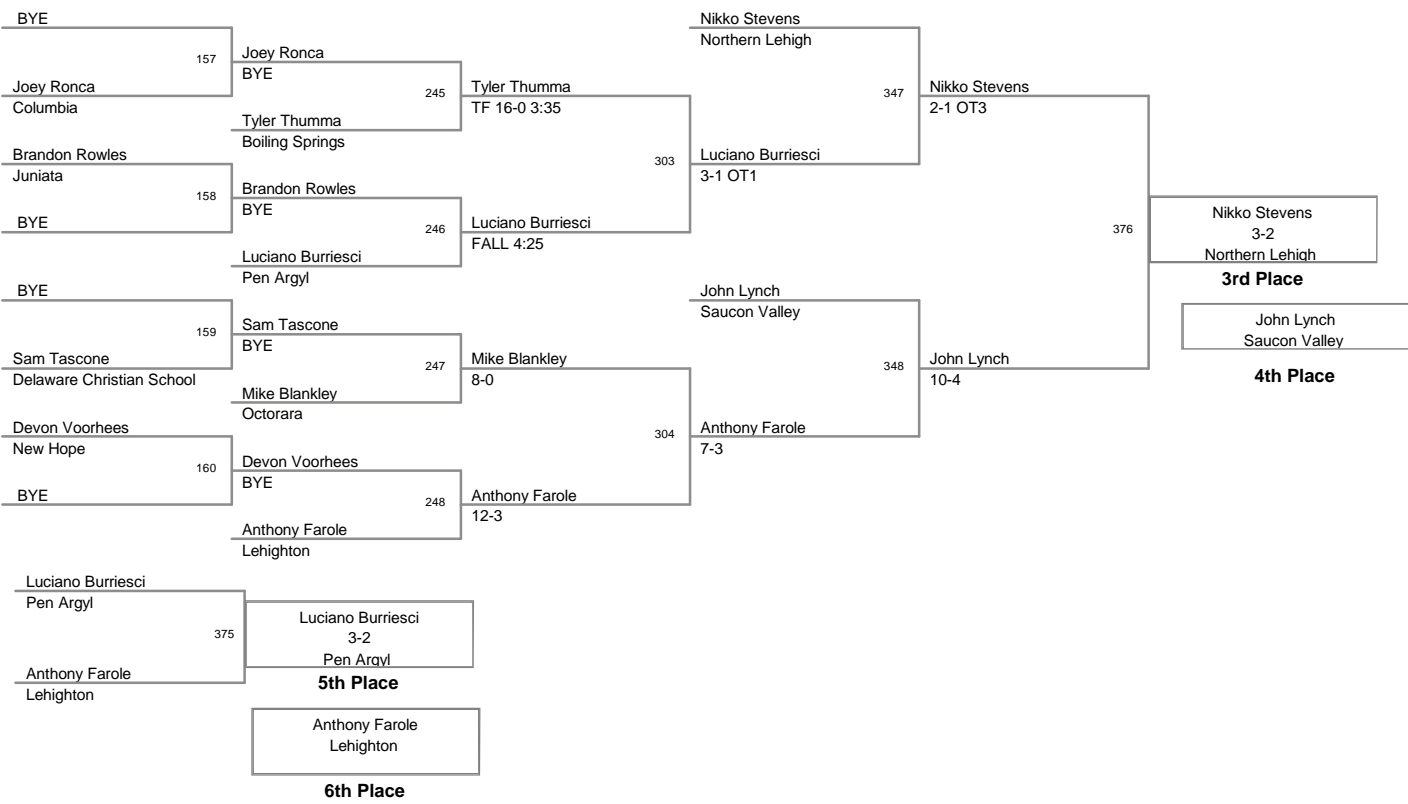 BYE
157
Joey Ronca
Columbia
Joey Ronca
BYE
245
Tyler Thumma
Boiling Springs
Tyler Thumma
TF 16-0 3:35
Brandon Rowles
Juniata
158
BYE
Brandon Rowles
BYE
246
Luciano Burriesci
Pen Argyl
Luciano Burriesci
FALL 4:25
303
Nikko Stevens
Northern Lehigh
347
Luciano Burriesci
3-1 OT1
Nikko Stevens
2-1 OT3
BYE
159
Sam Tascone
Delaware Christian School
Sam Tascone
BYE
247
Mike Blankley
Octorara
Mike Blankley
8-0
Devon Voorhees
New Hope
160
BYE
Devon Voorhees
BYE
248
Anthony Farole
Lehighton
Anthony Farole
12-3
304
John Lynch
Saucon Valley
348
Anthony Farole
7-3
John Lynch
10-4
376
Nikko Stevens
3-2
Northern Lehigh
3rd Place
John Lynch
Saucon Valley
4th Place
Luciano Burriesci
Pen Argyl
375
Anthony Farole
Lehighton
Luciano Burriesci
3-2
Pen Argyl
5th Place
Anthony Farole
Lehighton
6th Place